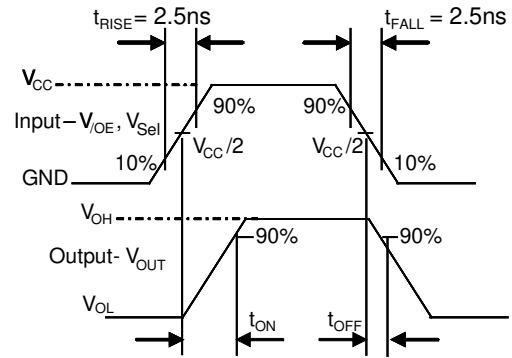 tRISE = 2.5ns
tFALL = 2.5ns
VCC
90%
90%
Input– V/OE, VSel
VCC/2
VCC/2
10%
10%
GND
VOH
90%
90%
Output- VOUT
VOL
tON
tOFF